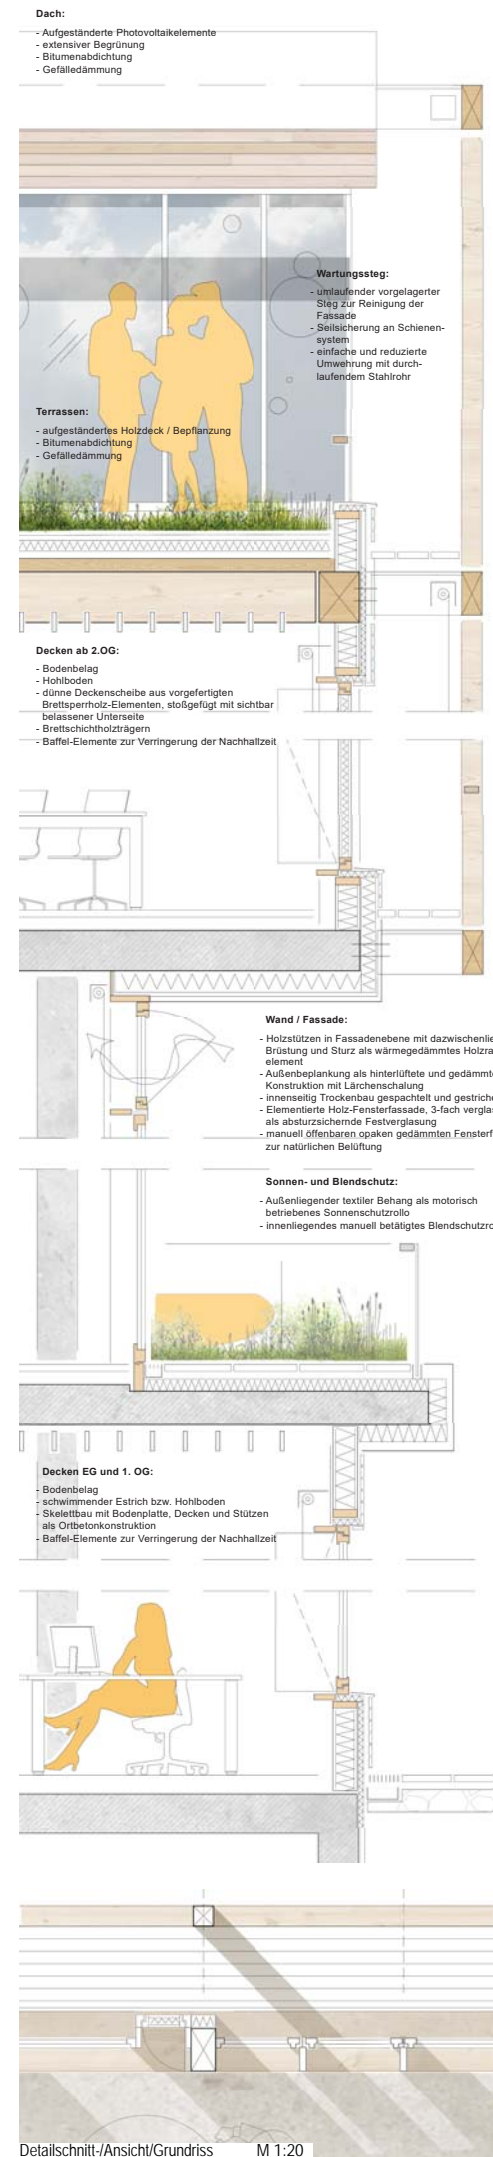 Dach:
- Aufgeständerte Photovoltaikelemente
- extensiver Begrünung
- Bitumenabdichtung
- Gefälledämmung
Wartungssteg:
- umlaufender vorgelagerter
Steg zur Reinigung der
Fassade
- Seilsicherung an Schienen-
system
- einfache und reduzierte
Umwehrung mit durch-
laufendem Stahlrohr
Terrassen:
- aufgeständertes Holzdeck / Bepflanzung
- Bitumenabdichtung
- Gefälledämmung
Decken ab 2.OG:
- Bodenbelag
- Hohlboden
- dünne Deckenscheibe aus vorgefertigten
Brettsperrholz-Elementen, stoßgefügt mit sichtbar
belassener Unterseite
- Brettschichtholzträgern
- Baffel-Elemente zur Verringerung der Nachhallzeit
Wand / Fassade:
- Holzstützen in Fassadenebene mit dazwischenlie
Brüstung und Sturz als wärmegedämmtes Holzra
element
- Außenbeplankung als hinterlüftete und gedämmte
Konstruktion mit Lärchenschalung
- innenseitig Trockenbau gespachtelt und gestriche
- Elementierte Holz-Fensterfassade, 3-fach verglas
als absturzsichernde Festverglasung
- manuell öffenbaren opaken gedämmten Fensterf
zur natürlichen Belüftung
Sonnen- und Blendschutz:
- Außenliegender textiler Behang als motorisch
betriebenes Sonnenschutzrollo
- innenliegendes manuell betätigtes Blendschutzro
Decken EG und 1. OG:
- Bodenbelag
- schwimmender Estrich bzw. Hohlboden
- Skelettbau mit Bodenplatte, Decken und Stützen
als Ortbetonkonstruktion
- Baffel-Elemente zur Verringerung der Nachhallzeit
Detailschnitt-/Ansicht/Grundriss M 1:20